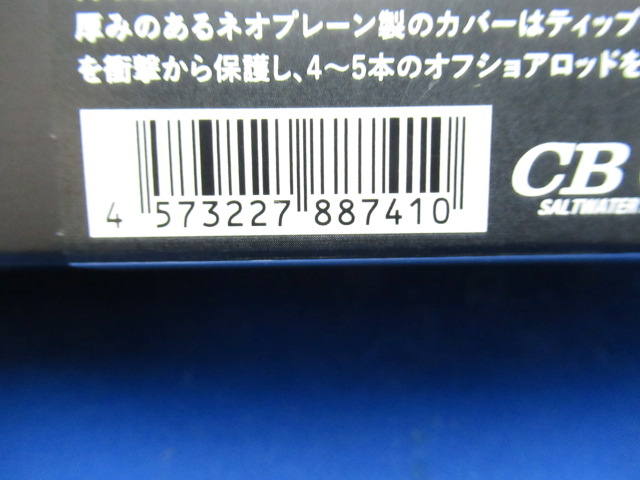 厚みのあるネオプレーン製のカバーはティップ
を衝撃から保護し、4～5本のオフショアロッドを
4 573227 887410
CB
SALTWATER